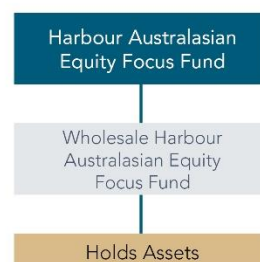 Harbour Australasian
Equity Focus Fund
Wholesale Harbour
Australasian Equity
Focus Fund
Holds Assets